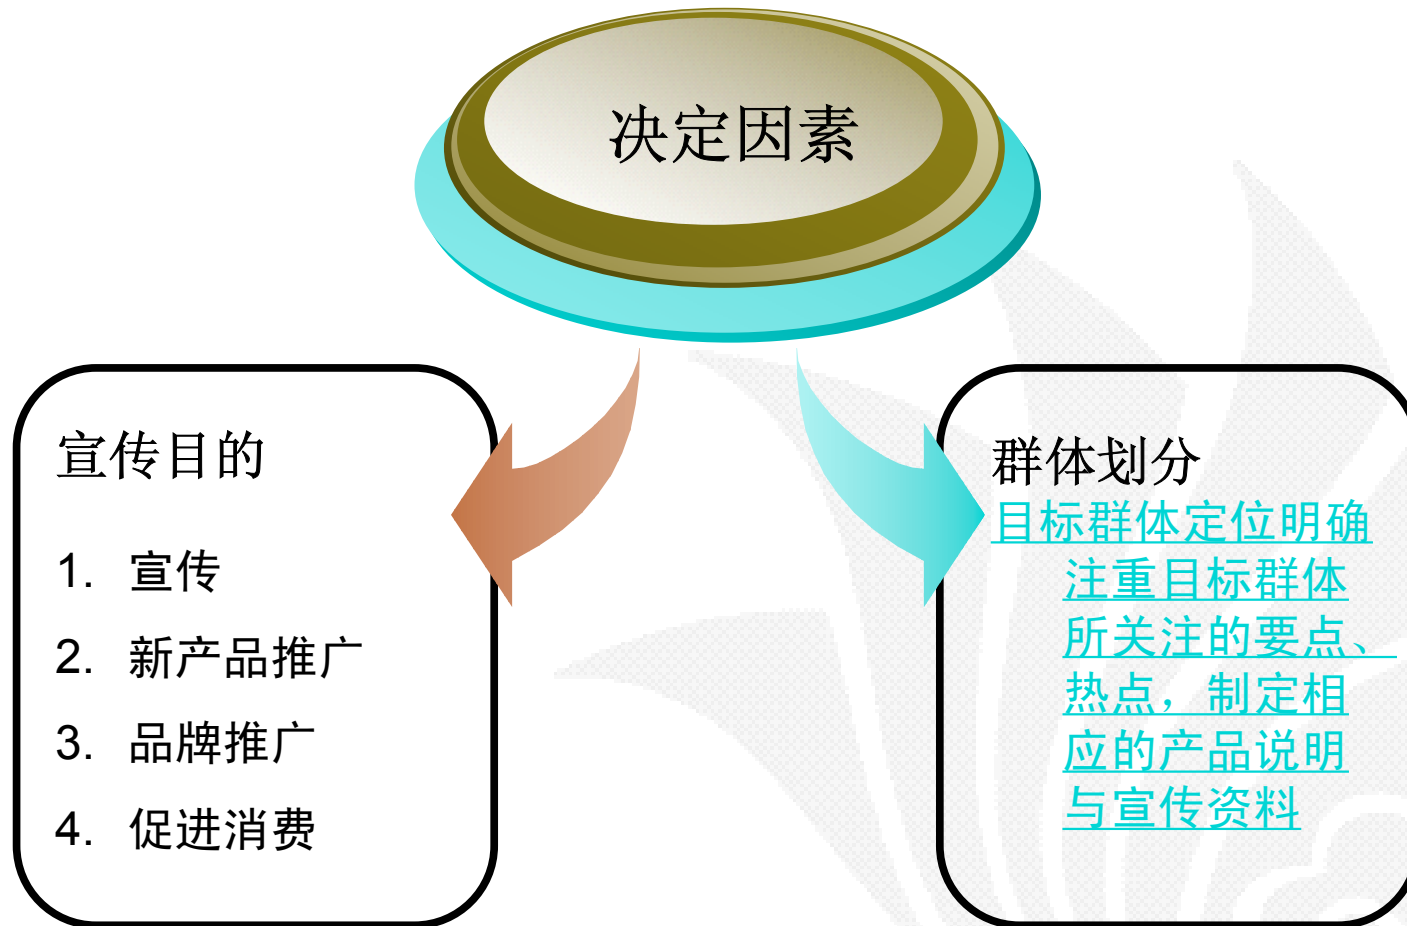 决定因素
宣传目的
1. 宣传
2. 新产品推广
3. 品牌推广
4. 促进消费
群体划分
目标群体定位明确
注重目标群体
所关注的要点、
热点，制定相
应的产品说明
与宣传资料